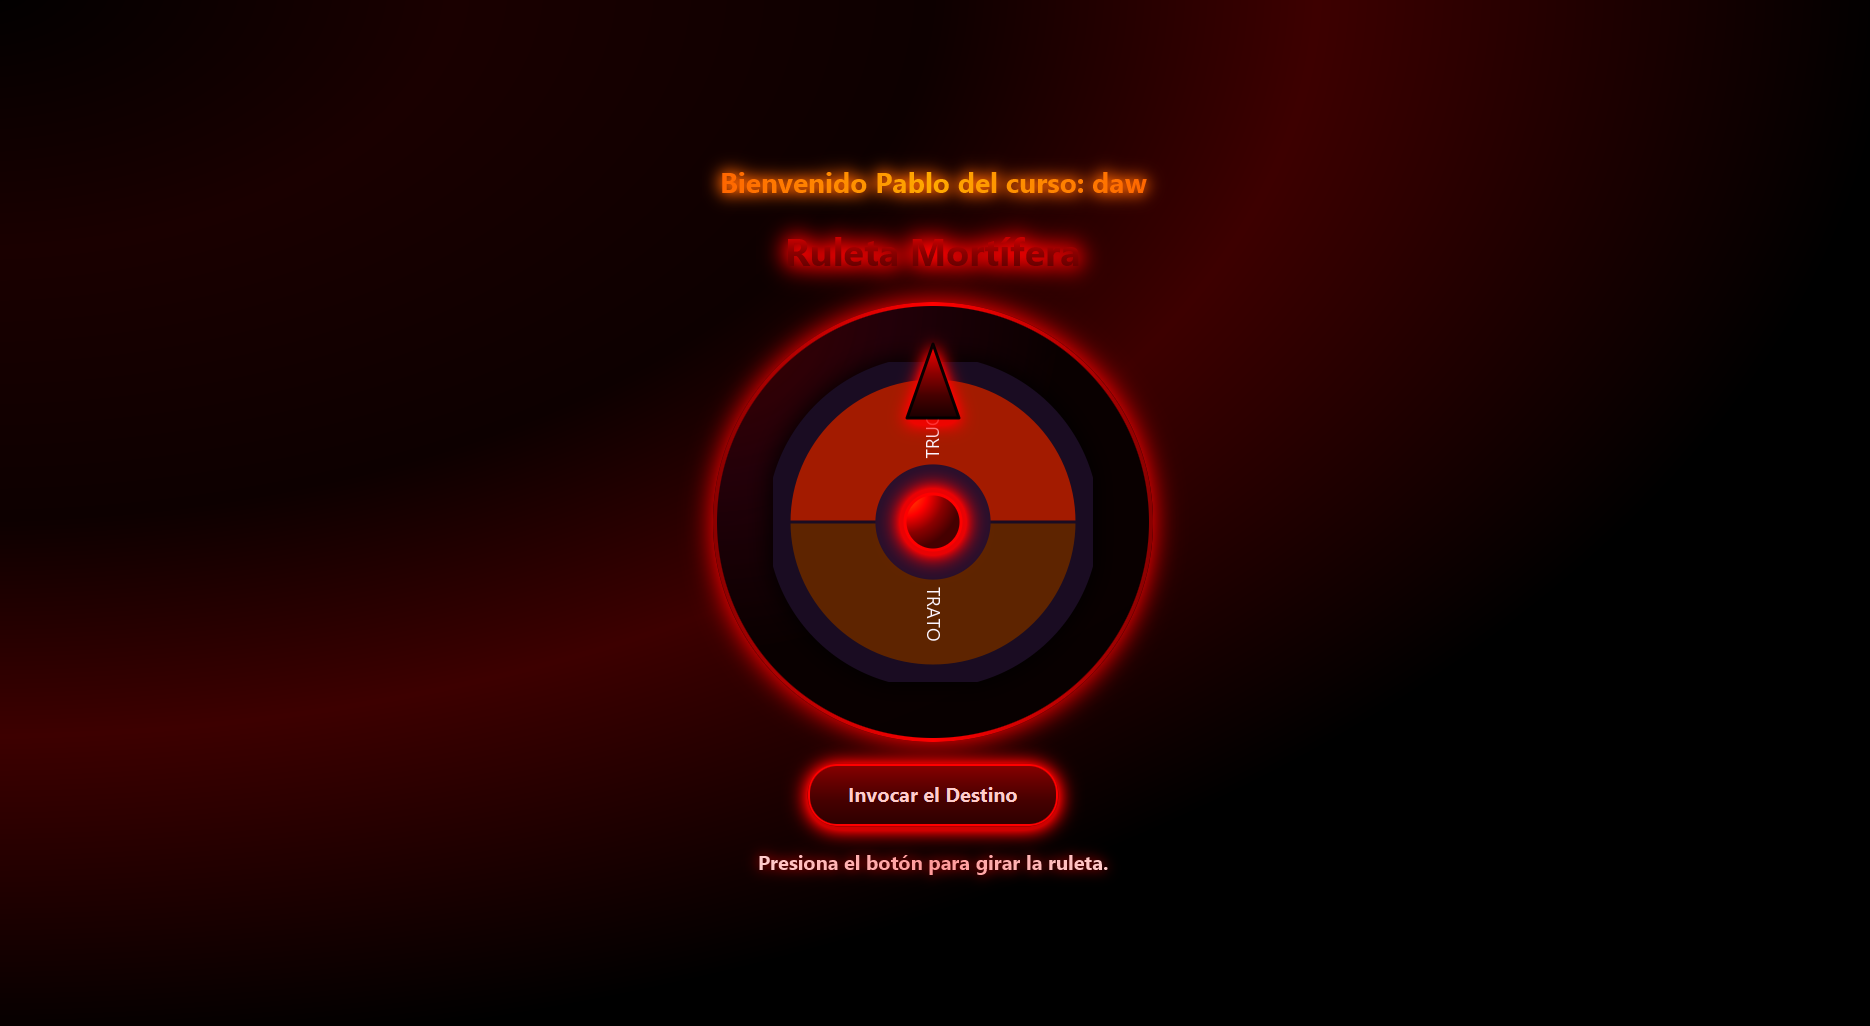 Bienvenido Pablo del curso: daw
Ruleta Mortífera
TRATO
Invocar el Destino
Presiona el botón para girar la ruleta.